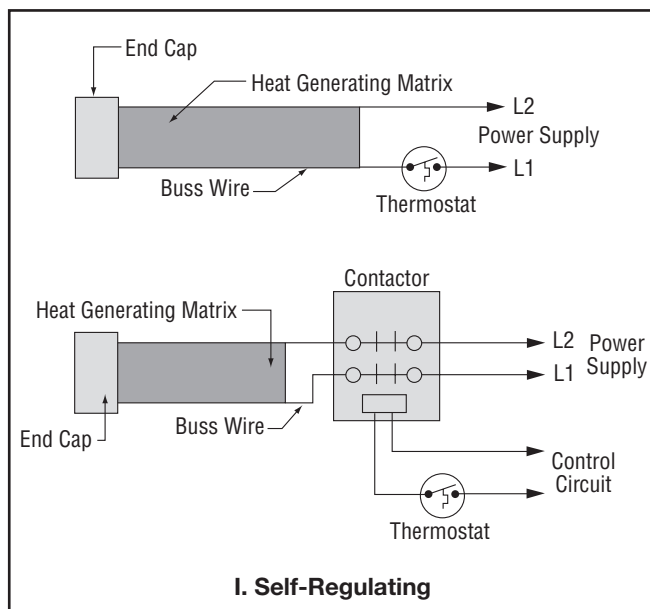 End Cap
Heat Generating Matrix
L2
Power Supply
L1
Buss Wire
Thermostat
Contactor
Heat Generating Matrix
L2
Power
Supply
L1
Buss Wire
End Cap
Control
Circuit
Thermostat
I. Self-Regulating